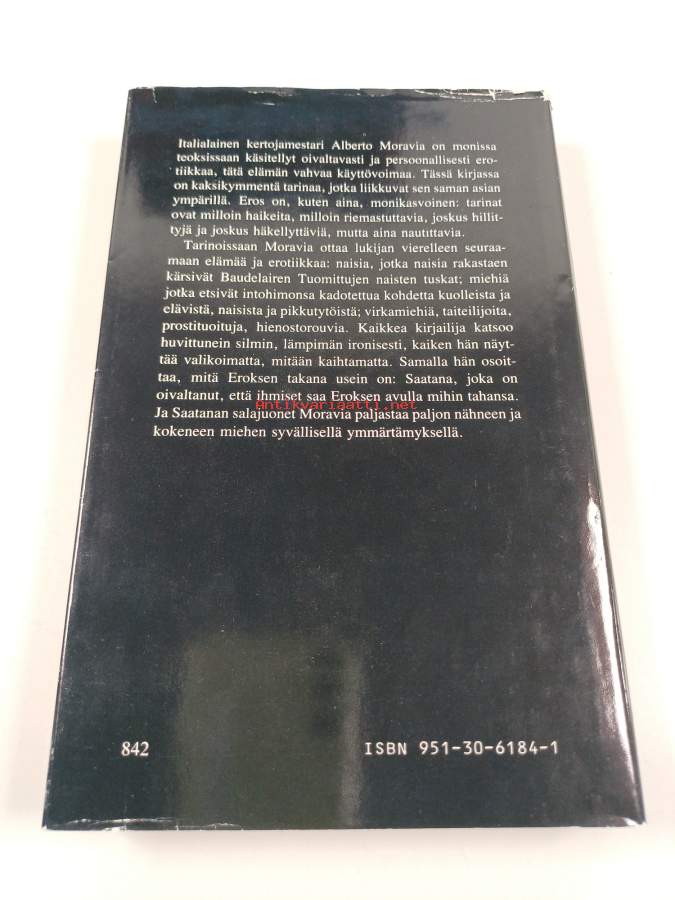 Italialainen kertojamestari Alberto Moravia on monissa
teoksissaan käsitellyt oivaltavasti ja persoonallisesti ero-
tiikkaa, tätä elämän vahvaa käyttövoimaa. Tässä kirjassa
on kaksikymmentä tarinaa, jotka liikkuvat sen saman asian
ympärillä. Eros on, kuten aina, monikasvoinen: tarinat
ovat milloin haikeita, milloin riemastuttavia, joskus hillit-
tyjä ja joskus häkellyttäviä, mutta aina naututtavia.
Tarinoissaan Moravia ottaa lukijan vierelleen seuraa-
maan elämää ja erotiikkaa: naisia, jotka naisia rakastaen
kärsivät Baudelairen Tuomittujen naisten tuskat; miehiä
jotka etsivät intohimonsa kadotettua kohdetta kuolleista ja
elävistä, naisista ja pikkutytöistä; virkamiehiä, taiteilijoita,
prostituoituja, hienostorouvia. Kaikkea kirjailija katsoo
huvittunein silmin, lämpimän ironisesti, kaiken hän näyt-
tää valikoimatta, mitään kaihtamatta. Samalla hän osoit-
taa, mitä Eroksen takana usein on: Saatana, joka on
oivaltanut, että ihmiset saa Eroksen avulla mihin tahansa.
Antikvariaatti.net
Ja Saatanan salajuonet Moravia paljastaa paljon nähneen ja
kokeneen miehen syvällisellä ymmärtämyksellä.
842
ISBN 951-30-6184-1